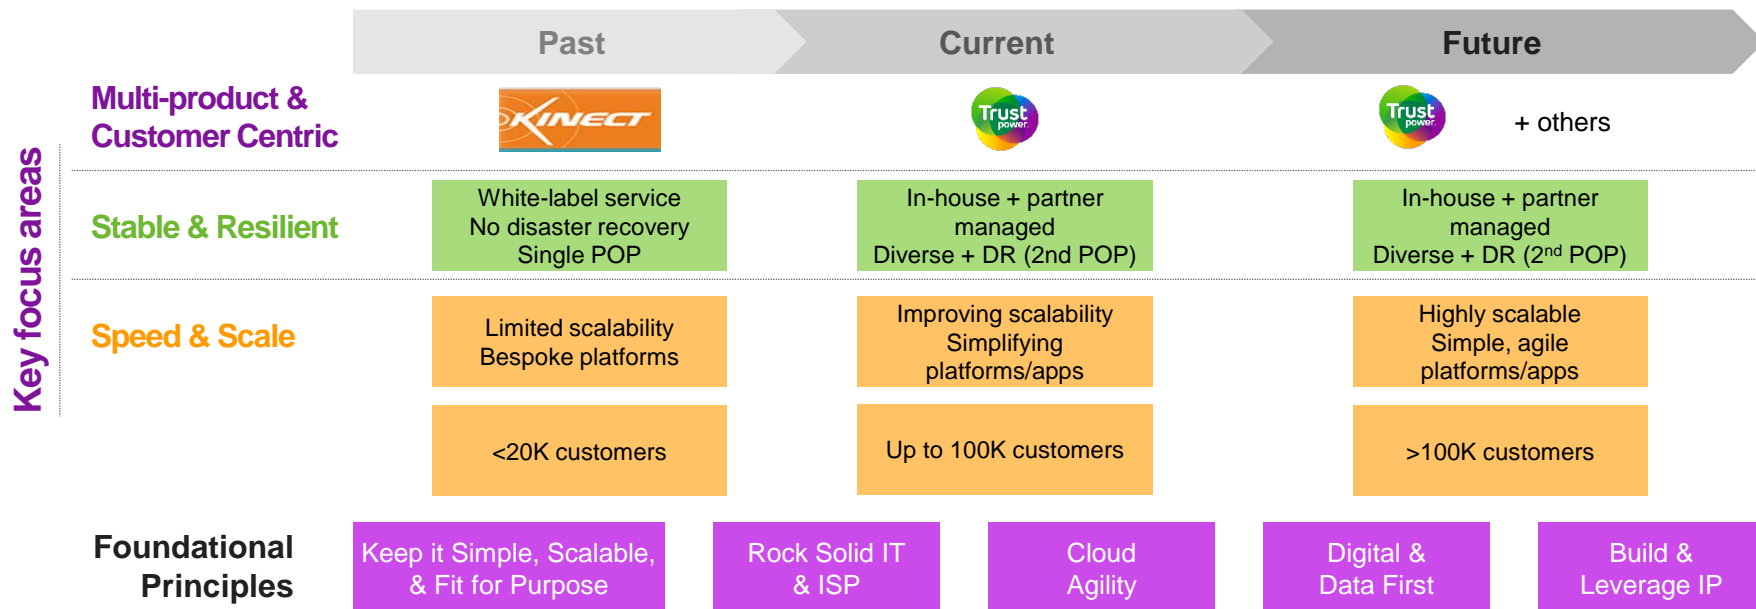 Past
Current
Future
Key focus areas
Multi-product &
Customer Centric
KINECT
Trust
power.
Trust
power.
+ others
Stable & Resilient
White-label service
No disaster recovery
Single POP
In-house + partner
managed
Diverse + DR (2nd POP)
In-house + partner
managed
Diverse + DR (2nd POP)
Speed & Scale
Limited scalability
Bespoke platforms
Improving scalability
Simplifying
platforms/apps
Highly scalable
Simple, agile
platforms/apps
<20K customers
Up to 100K customers
>100K customers
Foundational
Principles
Keep it Simple, Scalable,
& Fit for Purpose
Rock Solid IT
& ISP
Cloud
Agility
Digital &
Data First
Build &
Leverage IP